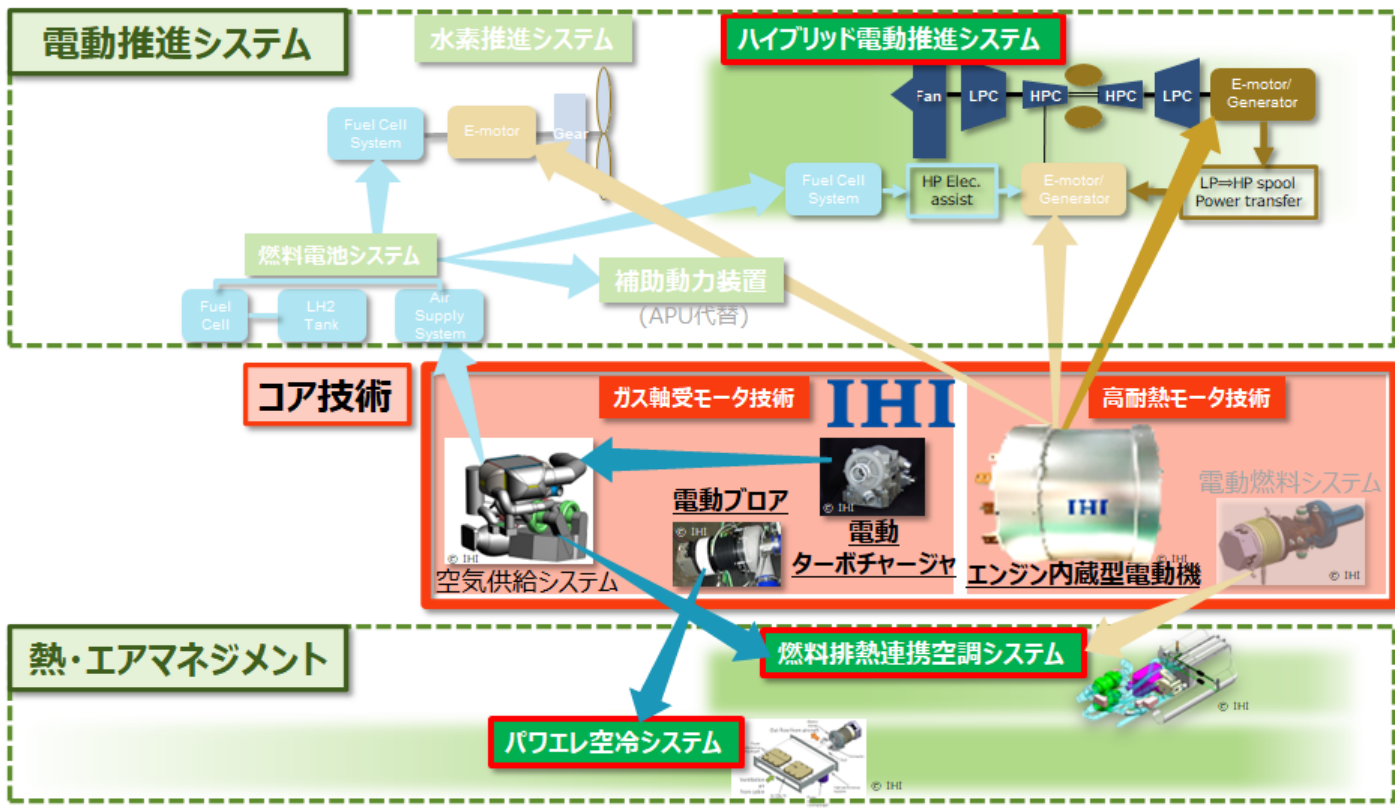 電動推進システム
水素推進システム
ハイブリッド電動推進システム
Fan
LPC
HPC
HPC
LPC
E-motor/
Generator
Fuel Cell
System
E-motor
Gear
Fuel Cell
System
HP Elec.
assist
E-motor/
Generator
LP⇒HP spool
Power transfer
燃料電池システム
補助動力装置
(APU代替)
Fuel
Cell
LH2
Tank
Air
Supply
System
コア技術
ガス軸受モータ技術
IHI
高耐熱モータ技術
電動燃料システム
電動ブロア
© IHI
© IHI
電動
ターボチャージャ
IHI
© IHI
空気供給システム
© IHI
エンジン内蔵型電動機
© IHI
熱・エアマネジメント
燃料排熱連携空調システム
© IHI
パワエレ空冷システム
© IHI